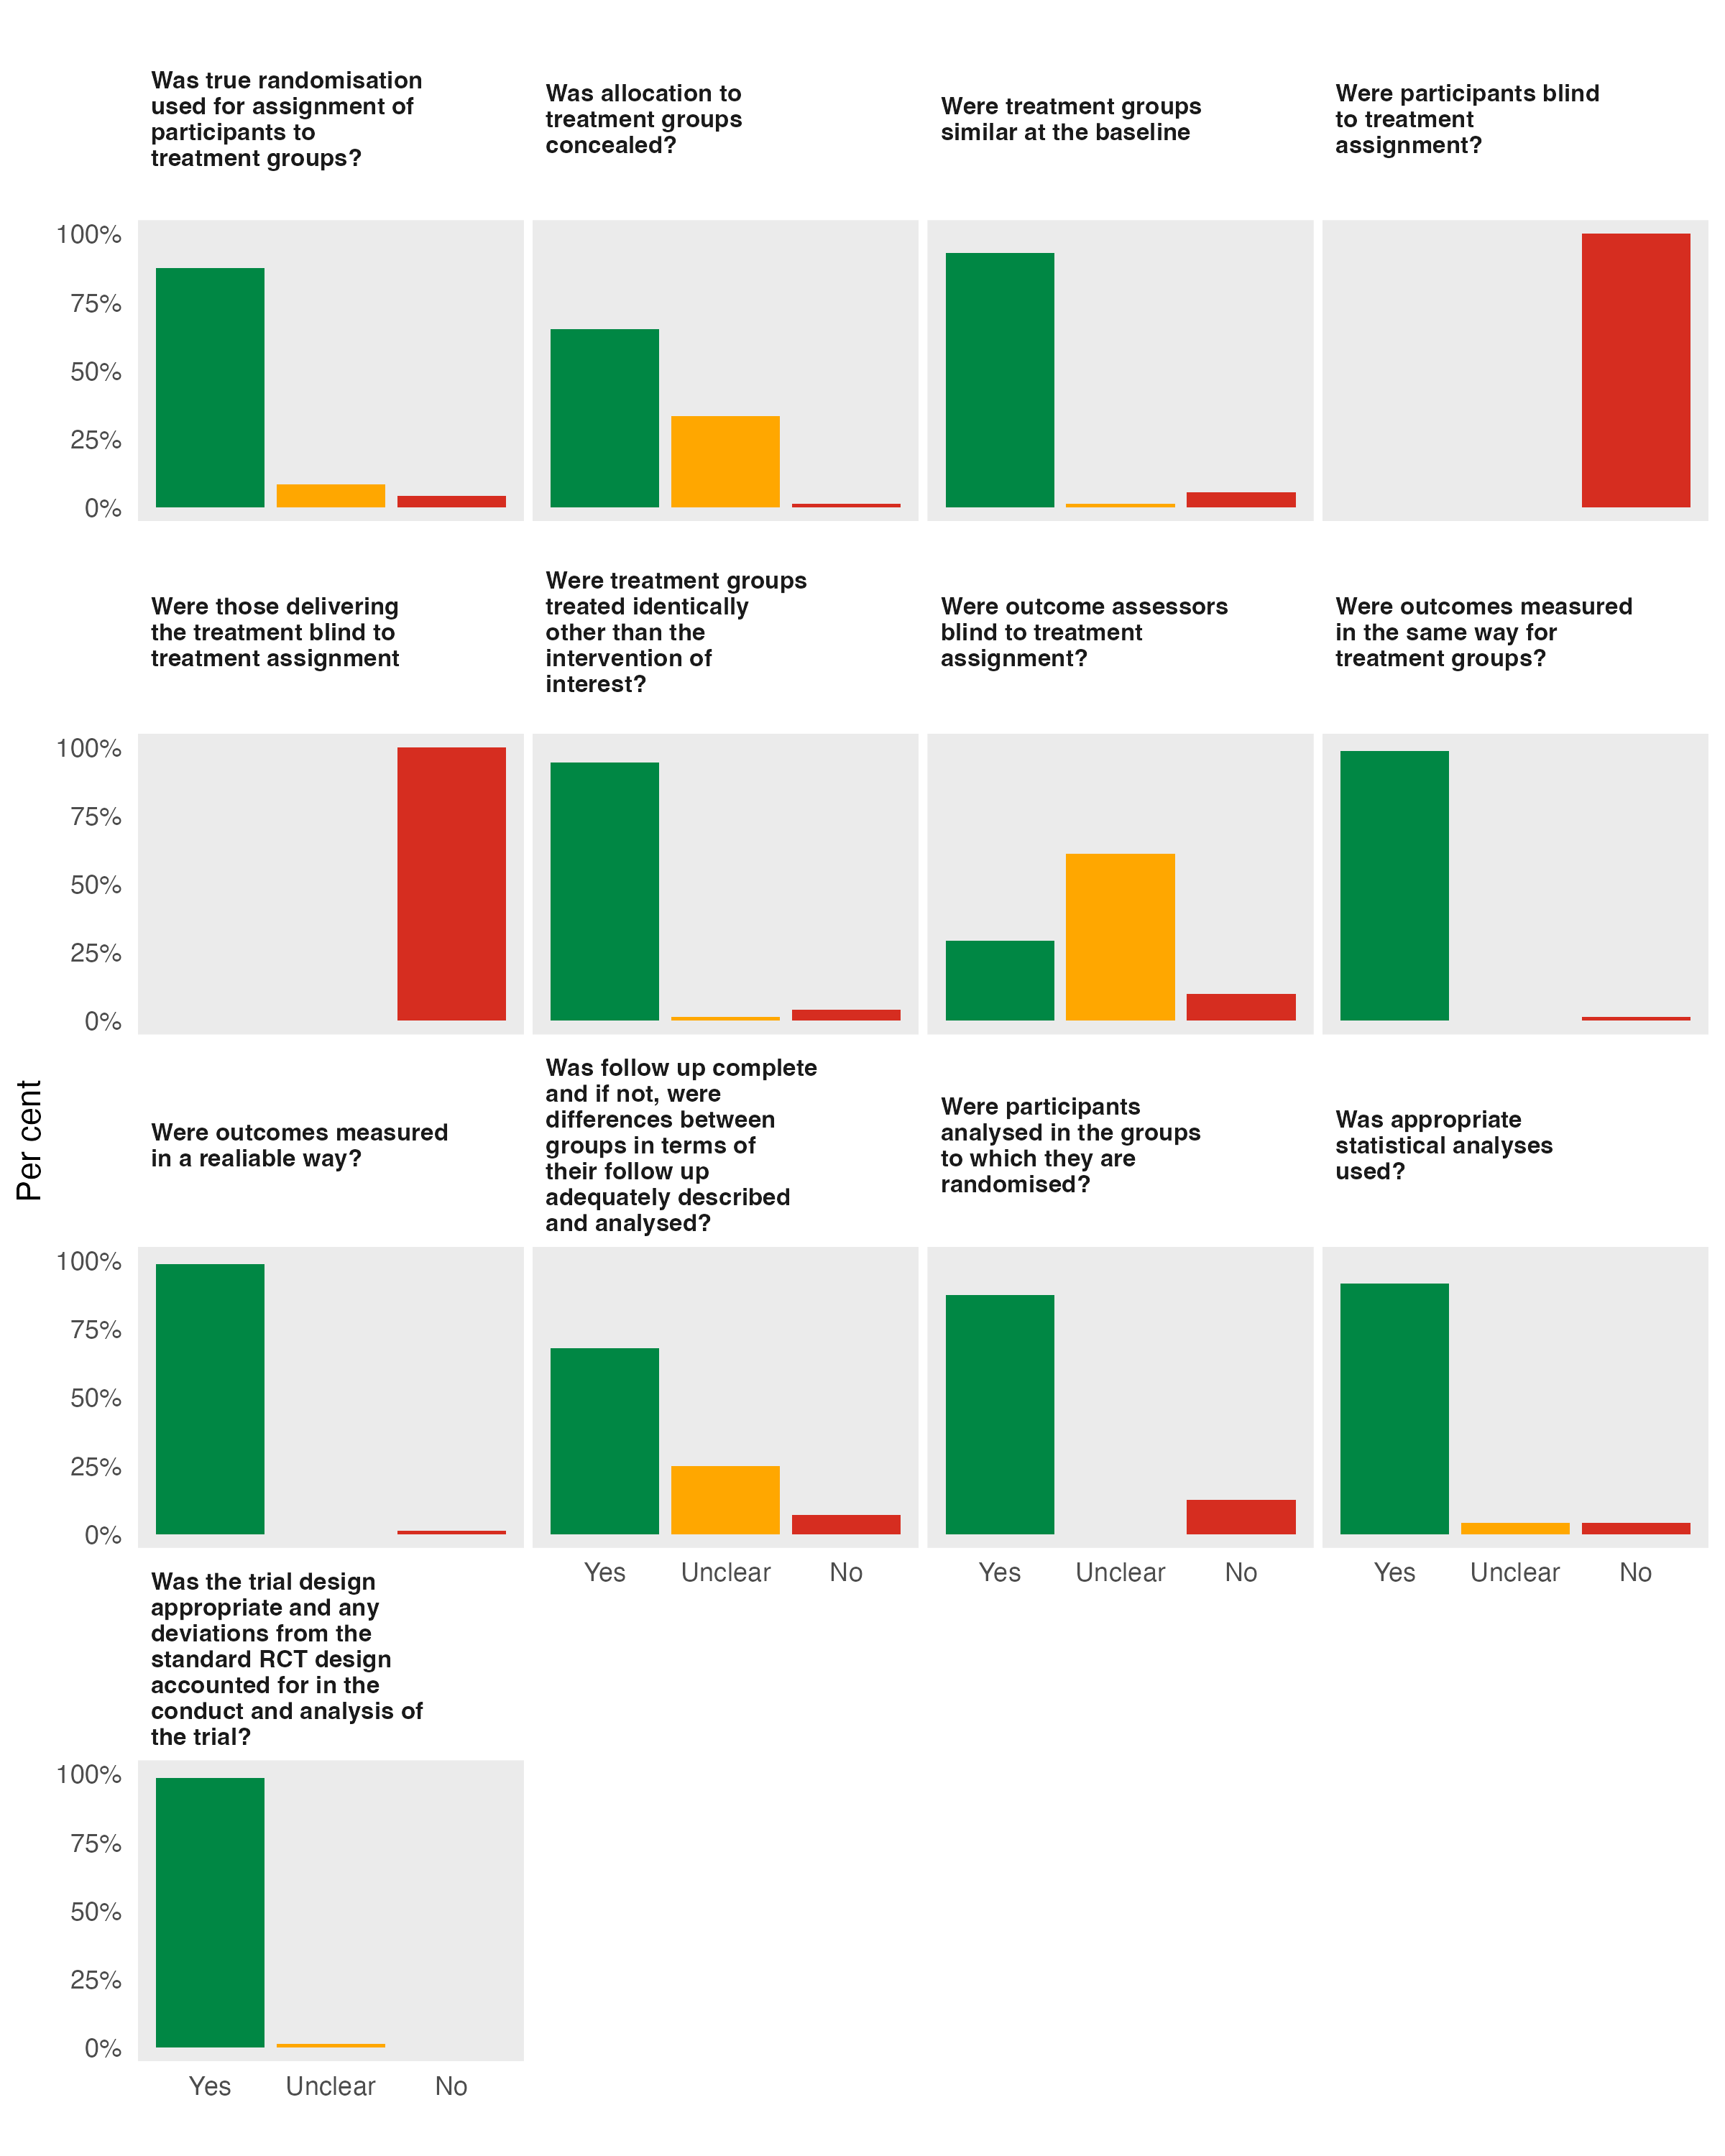 Was true randomisation
used for assignment of
participants to
treatment groups?
Was allocation to
treatment groups
concealed?
Were treatment groups
similar at the baseline
Were participants blind
to treatment
assignment?
100%
75%
50%
25%
0%
Were those delivering
the treatment blind to
treatment assignment
Were treatment groups
treated identically
other than the
intervention of
interest?
Were outcome assessors
blind to treatment
assignment?
Were outcomes measured
in the same way for
treatment groups?
100%
75%
50%
25%
0%
Per cent
Were outcomes measured
in a realiable way?
Was follow up complete
and if not, were
differences between
groups in terms of
their follow up
adequately described
and analysed?
Were participants
analysed in the groups
to which they are
randomised?
Was appropriate
statistical analyses
used?
100%
75%
50%
25%
0%
Yes Unclear No
Yes Unclear No
Yes Unclear No
Was the trial design
appropriate and any
deviations from the
standard RCT design
accounted for in the
conduct and analysis of
the trial?
100%
75%
50%
25%
0%
Yes Unclear No